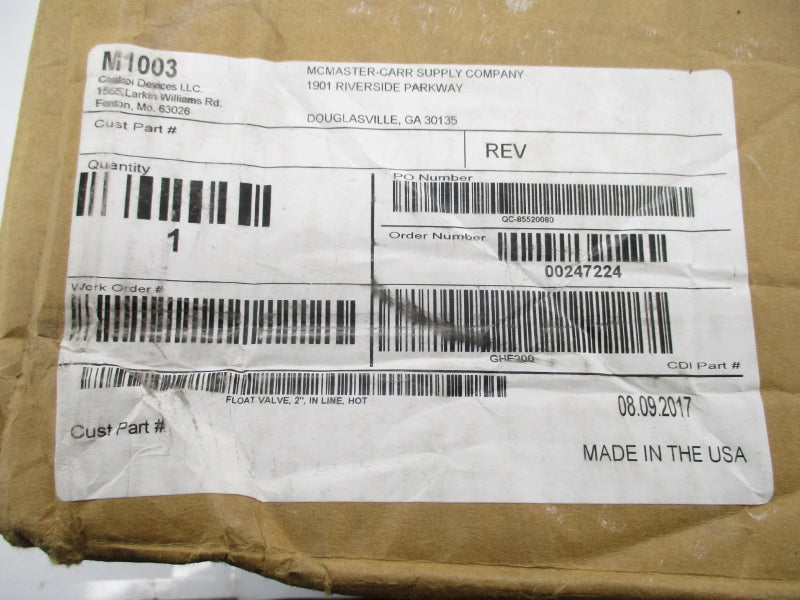 M1003
Control Devices LLC.
1555 Larkin Williams Rd.
Fenton, Mo. 63026
MCMASTER-CARR SUPPLY COMPANY
1901 RIVERSIDE PARKWAY
DOUGLASVILLE, GA 30135
Cust Part #
REV
Quantity
1
PO Number
QC-85520080
Order Number
00247224
Work Order #
GHF200
CDI Part #
FLOAT VALVE, 2", IN LINE, HOT
Cust Part #
08.09.2017
MADE IN THE USA